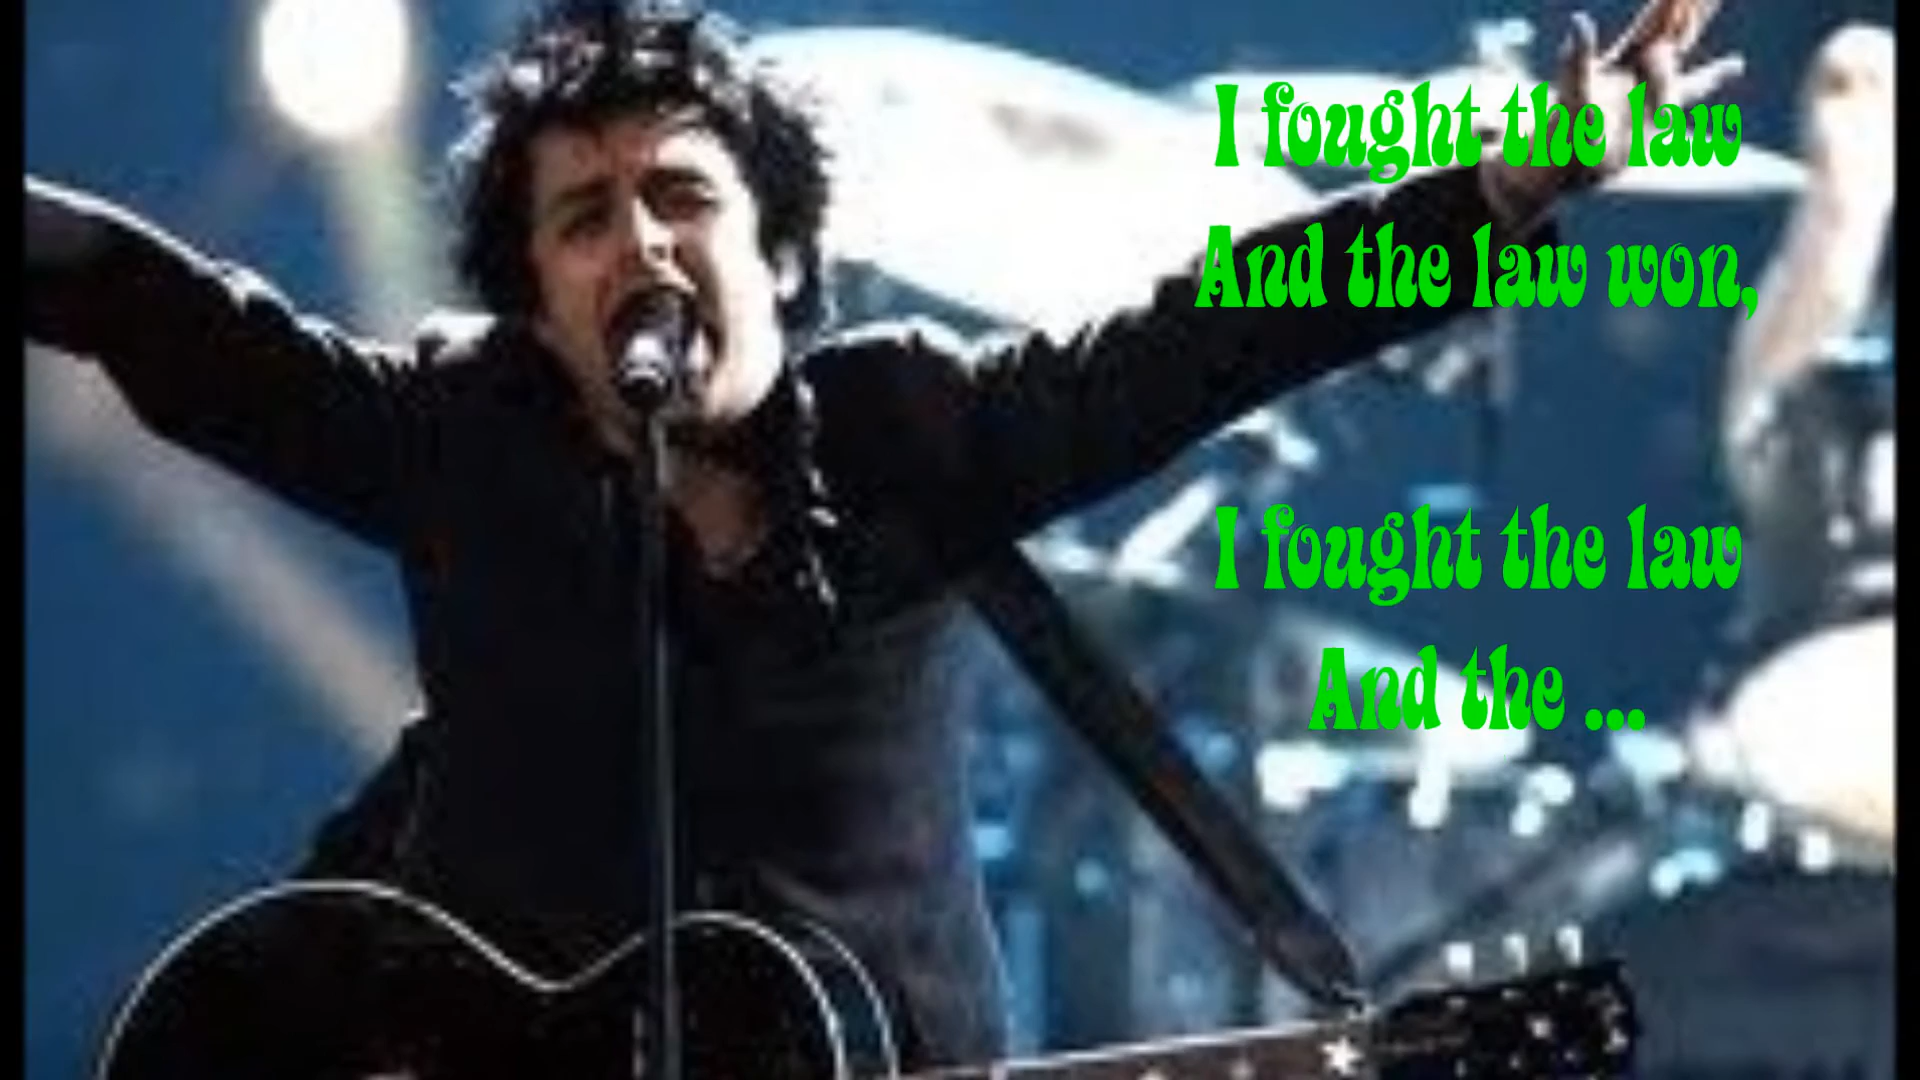 I fought the law
And the law won,
I fought the law
And the ...